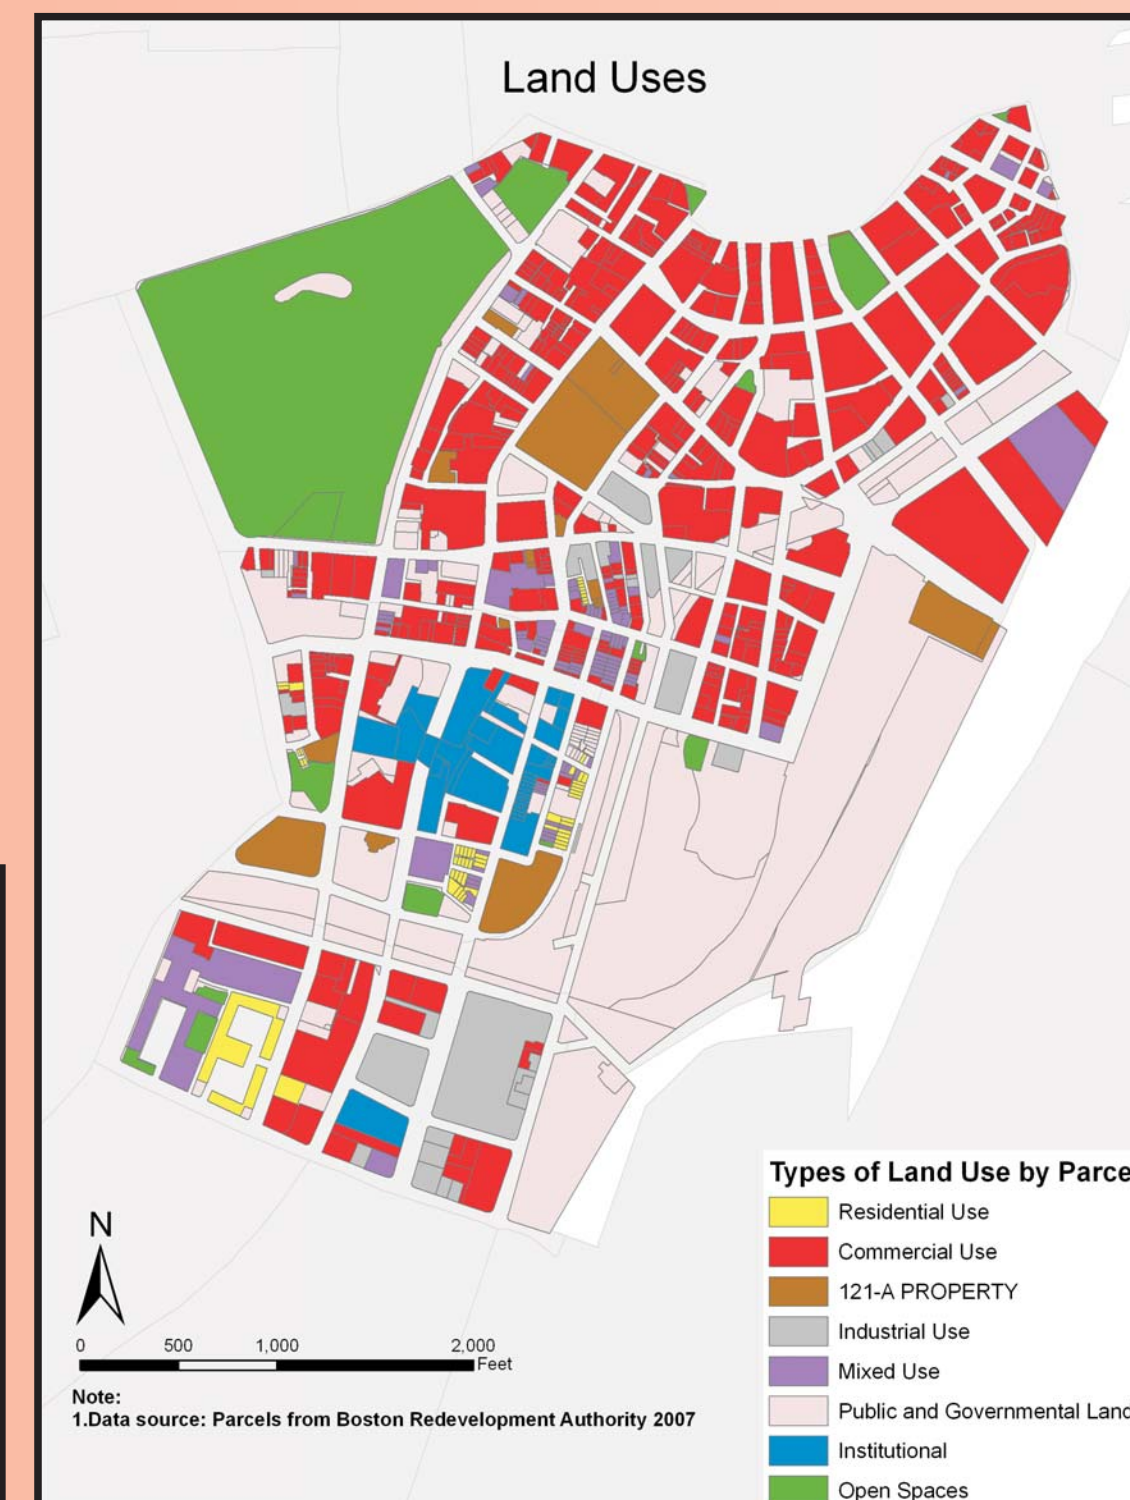 Land Uses
N
0 500 1,000 2,000
Feet
Note:
1.Data source: Parcels from Boston Redevelopment Authority 2007
Types of Land Use by Parce
Residential Use
Commercial Use
121-A PROPERTY
Industrial Use
Mixed Use
Public and Governmental Land
Institutional
Open Spaces